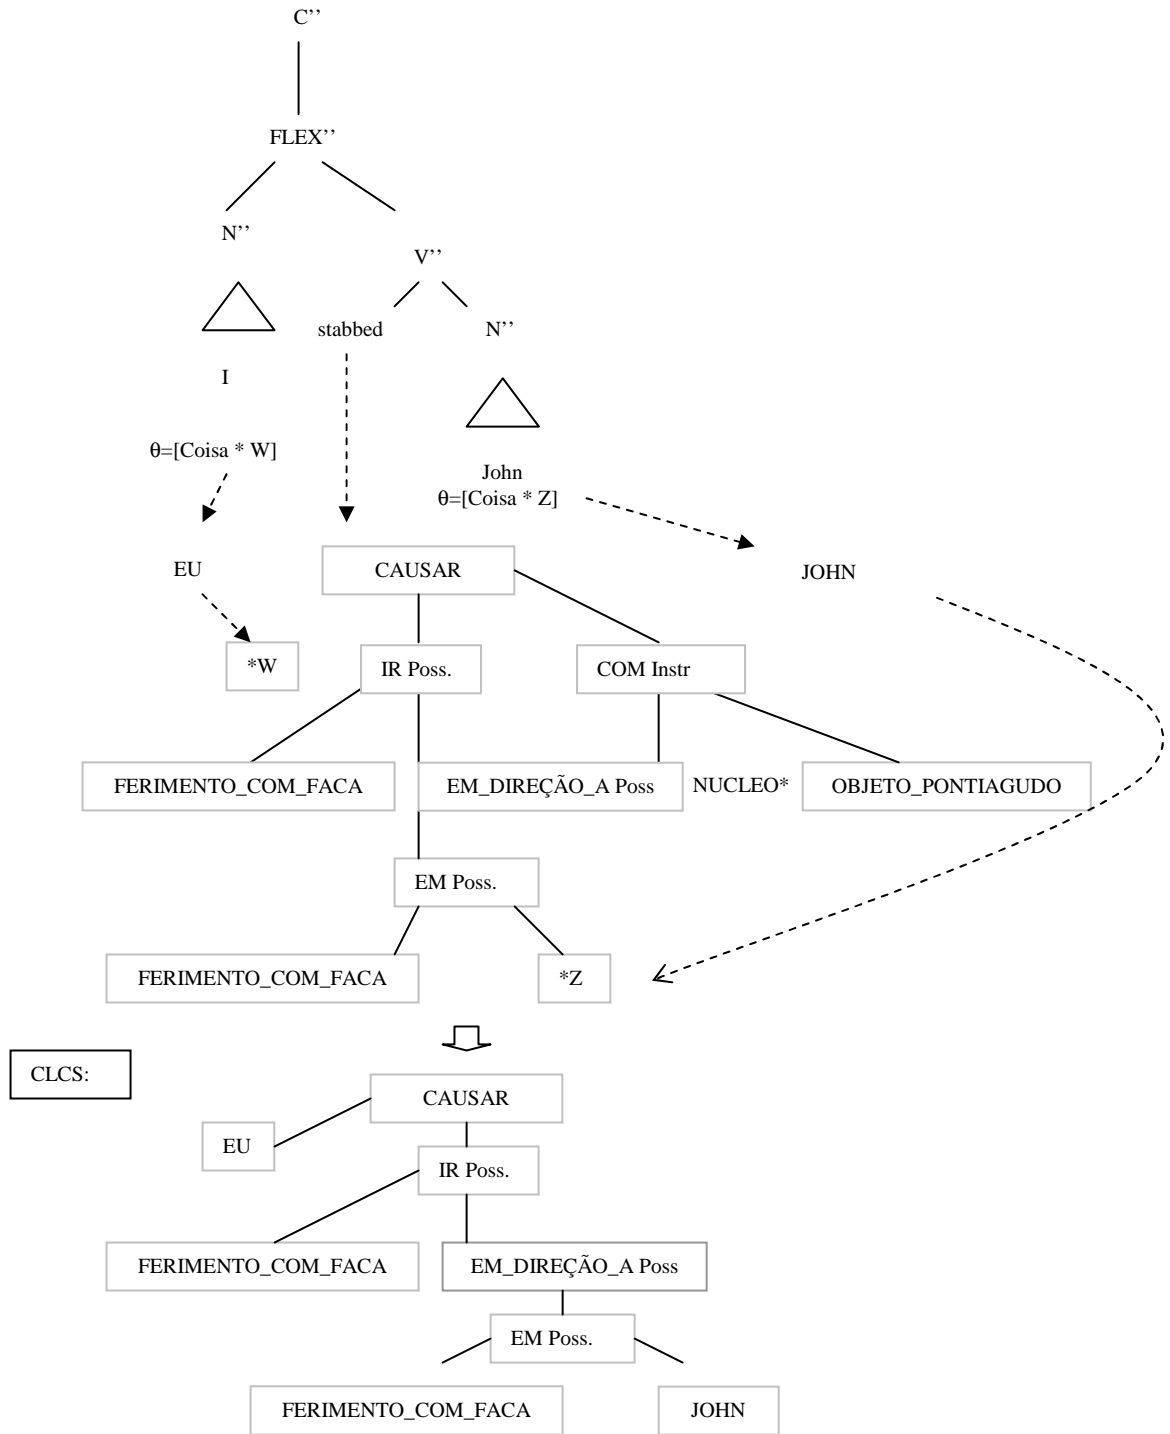 C’’
FLEX’’
N’’
V’’
stabbed
N’’
I
θ=[Coisa * W]
John
θ=[Coisa * Z]
EU
CAUSAR
JOHN
*W
IR Poss.
COM Instr
FERIMENTO_COM_FACA
EM_DIREÇÃO_A Poss
NUCLEO*
OBJETO_PONTIAGUDO
EM Poss.
FERIMENTO_COM_FACA
*Z
CLCS:
CAUSAR
EU
IR Poss.
FERIMENTO_COM_FACA
EM_DIREÇÃO_A Poss
EM Poss.
FERIMENTO_COM_FACA
JOHN